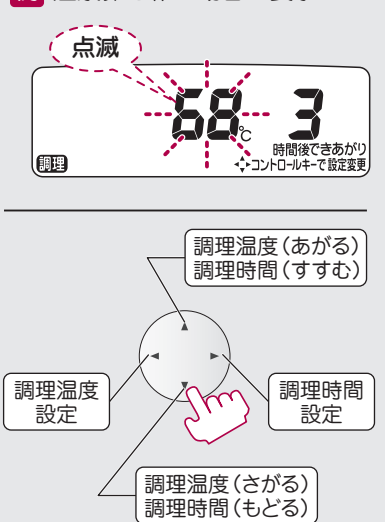 点滅
68℃ 3
時間後できあがり
調理
コントロールキーで設定変更
調理温度(あがる)
調理時間(すすむ)
調理温度
設定
調理時間
設定
調理温度(さがる)
調理時間(もどる)